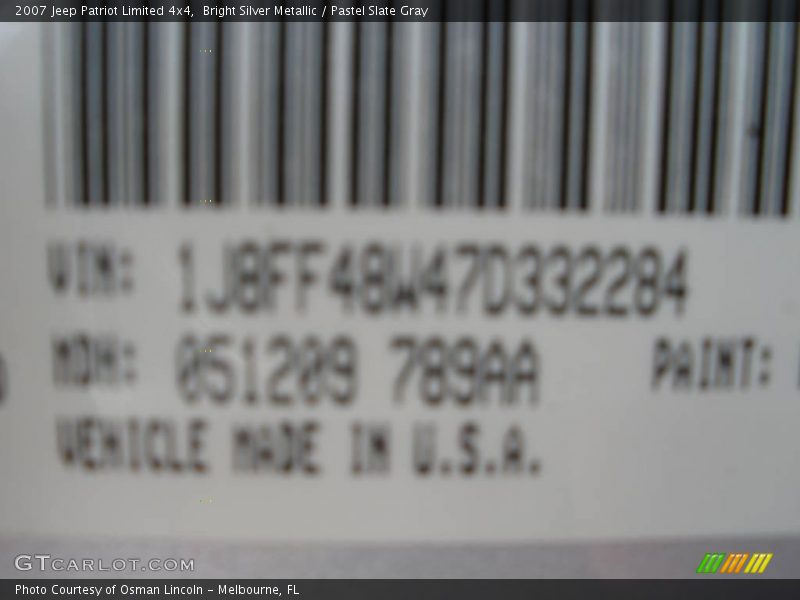 2007 Jeep Patriot Limited 4x4,  Bright Silver Metallic / Pastel Slate Gray
VIN: 1J8FF48W47D332284
MDH: 051209 789AA PAINT:
VEHICLE MADE IN U.S.A.
GTCARLOT.COM
Photo Courtesy of Osman Lincoln - Melbourne, FL